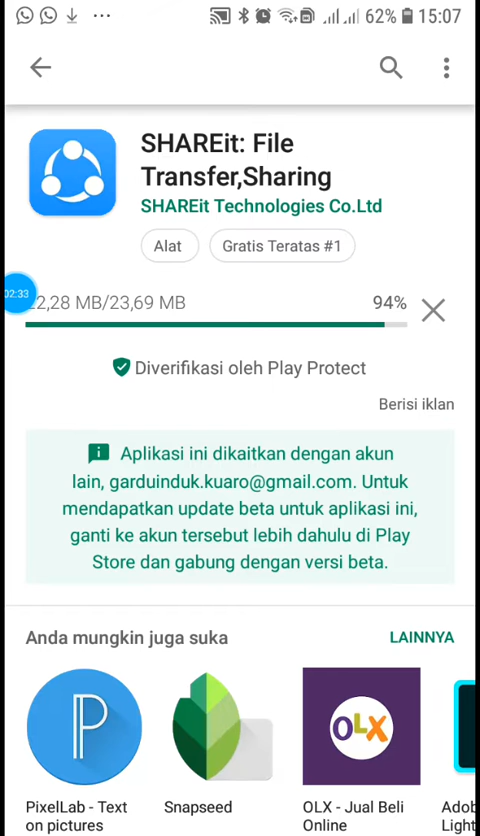 62% 15:07
SHAREit: File
Transfer,Sharing
SHAREit Technologies Co.Ltd
Alat
Gratis Teratas #1
02:33
2,28 MB/23,69 MB
94%
Diverifikasi oleh Play Protect
Berisi iklan
Aplikasi ini dikaitkan dengan akun
lain, garduinduk.kuaro@gmail.com. Untuk
mendapatkan update beta untuk aplikasi ini,
ganti ke akun tersebut lebih dahulu di Play
Store dan gabung dengan versi beta.
Anda mungkin juga suka
LAINNYA
OLX
PixelLab - Text
on pictures
Snapseed
OLX - Jual Beli
Online
Adob
Light